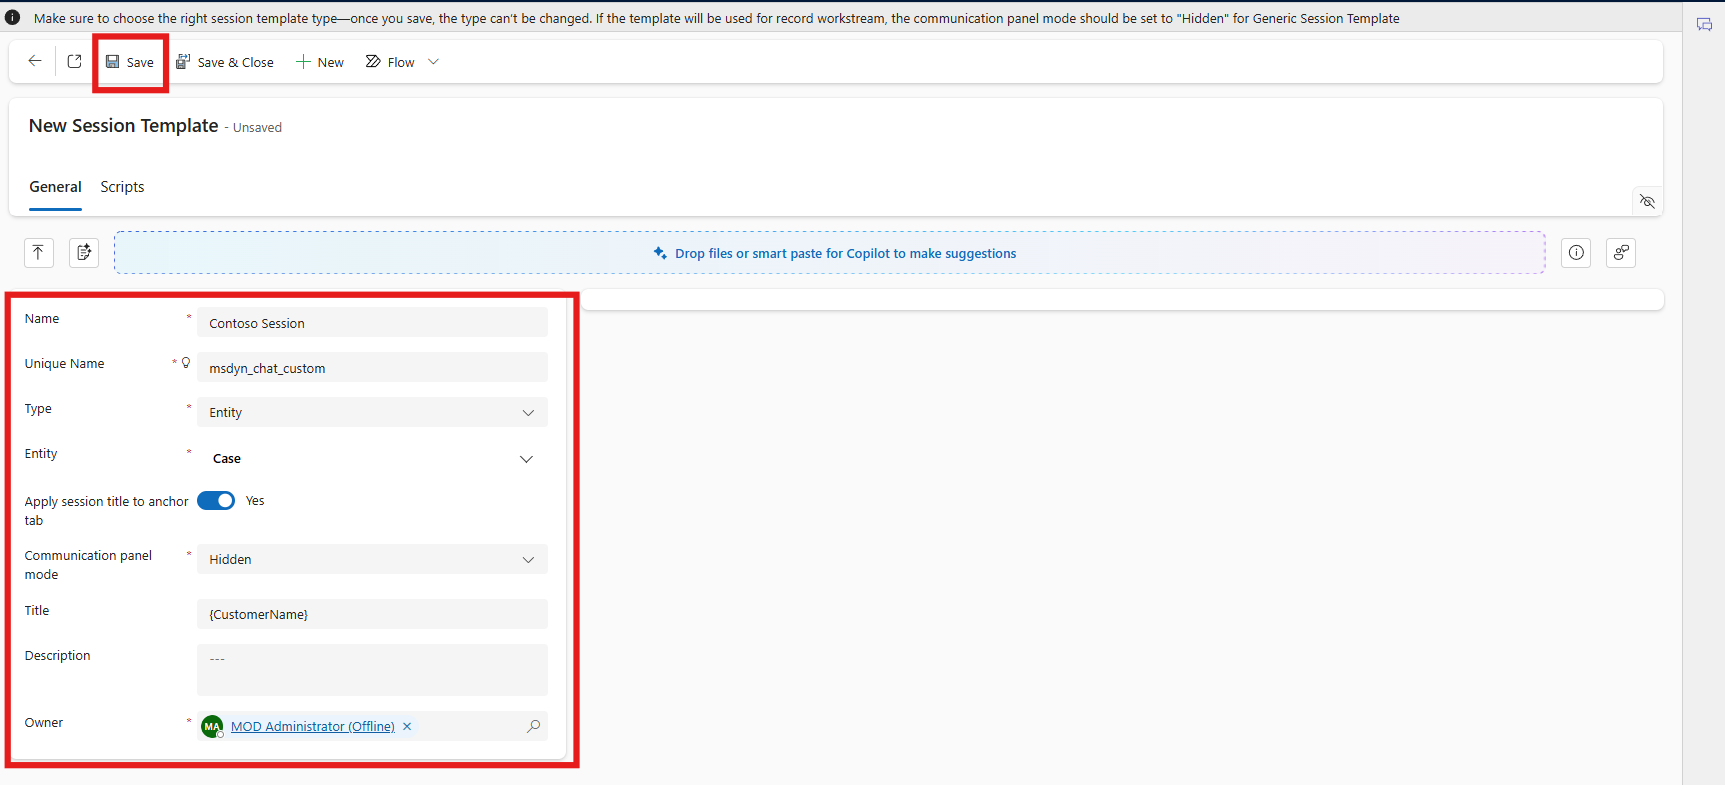 Make sure to choose the right session template type—once you save, the type can't be changed. If the template will be used for record workstream, the communication panel mode should be set to "Hidden" for Generic Session Template
Save Save & Close New Flow
New Session Template - Unsaved
General Scripts
Drop files or smart paste for Copilot to make suggestions
Name * Contoso Session
Unique Name * msdyn_chat_custom
Type * Entity
Entity * Case
Apply session title to anchor tab Yes
Communication panel mode * Hidden
Title {CustomerName}
Description ---
Owner * MA MOD Administrator (Offline)